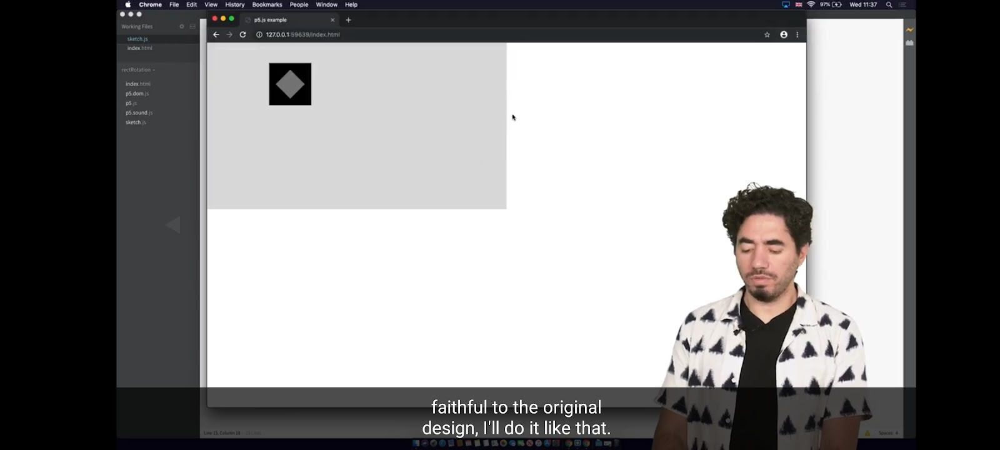 Chrome File Edit View History Bookmarks People Window Help 97% Wed 11:37
Working Files
p5.js example
sketch.js
127.0.0.1:59639/index.html
index.html
rectRotation
index.html
p5.dom.js
p5.js
p5.sound.js
sketch.js
faithful to the original
design, I'll do it like that.
Line 15, Column 18 — 19 Lines
Spaces: 4